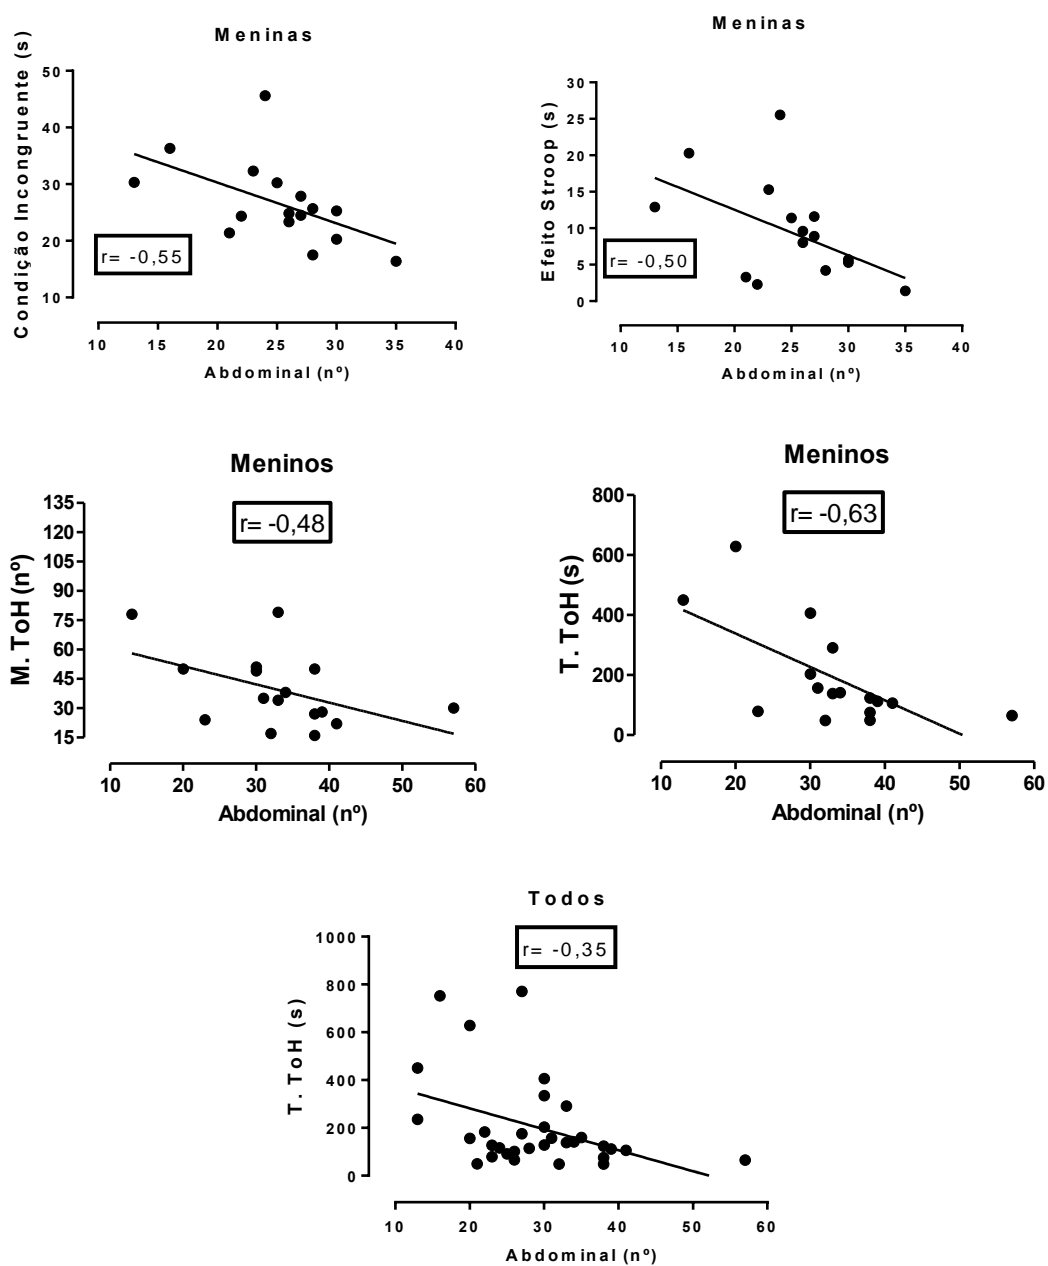 Meninas
Condição Incongruente (s)
50
40
30
20
10
r= -0,55
10 15 20 25 30 35 40
Abdominal (nº)
Meninas
Efeito Stroop (s)
30
25
20
15
10
5
0
r= -0,50
10 15 20 25 30 35 40
Abdominal (nº)
Meninos
r= -0,48
M. ToH (nº)
135
120
105
90
75
60
45
30
15
10 20 30 40 50 60
Abdominal (nº)
Meninos
r= -0,63
T. ToH (s)
800
600
400
200
0
10 20 30 40 50 60
Abdominal (nº)
Todos
r= -0,35
T. ToH (s)
1000
800
600
400
200
0
10 20 30 40 50 60
Abdominal (nº)